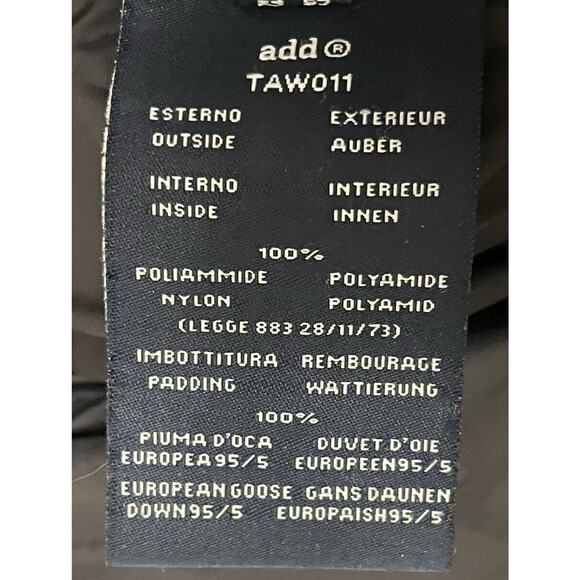 add ®
TAW011
ESTERNO EXTERIEUR
OUTSIDE AUBER
INTERNO INTERIEUR
INSIDE INNEN
100%
POLIAMMIDE POLYAMIDE
NYLON POLYAMID
(LEGGE 883 28/11/73)
IMBOTTITURA REMBOURAGE
PADDING WATTIERUNG
100%
PIUMA D'OCA DUVET D'OIE
EUROPEA95/5 EUROPEEN95/5
EUROPEAN GOOSE GANS DAUNEN
DOWN95/5 EUROPAISH95/5